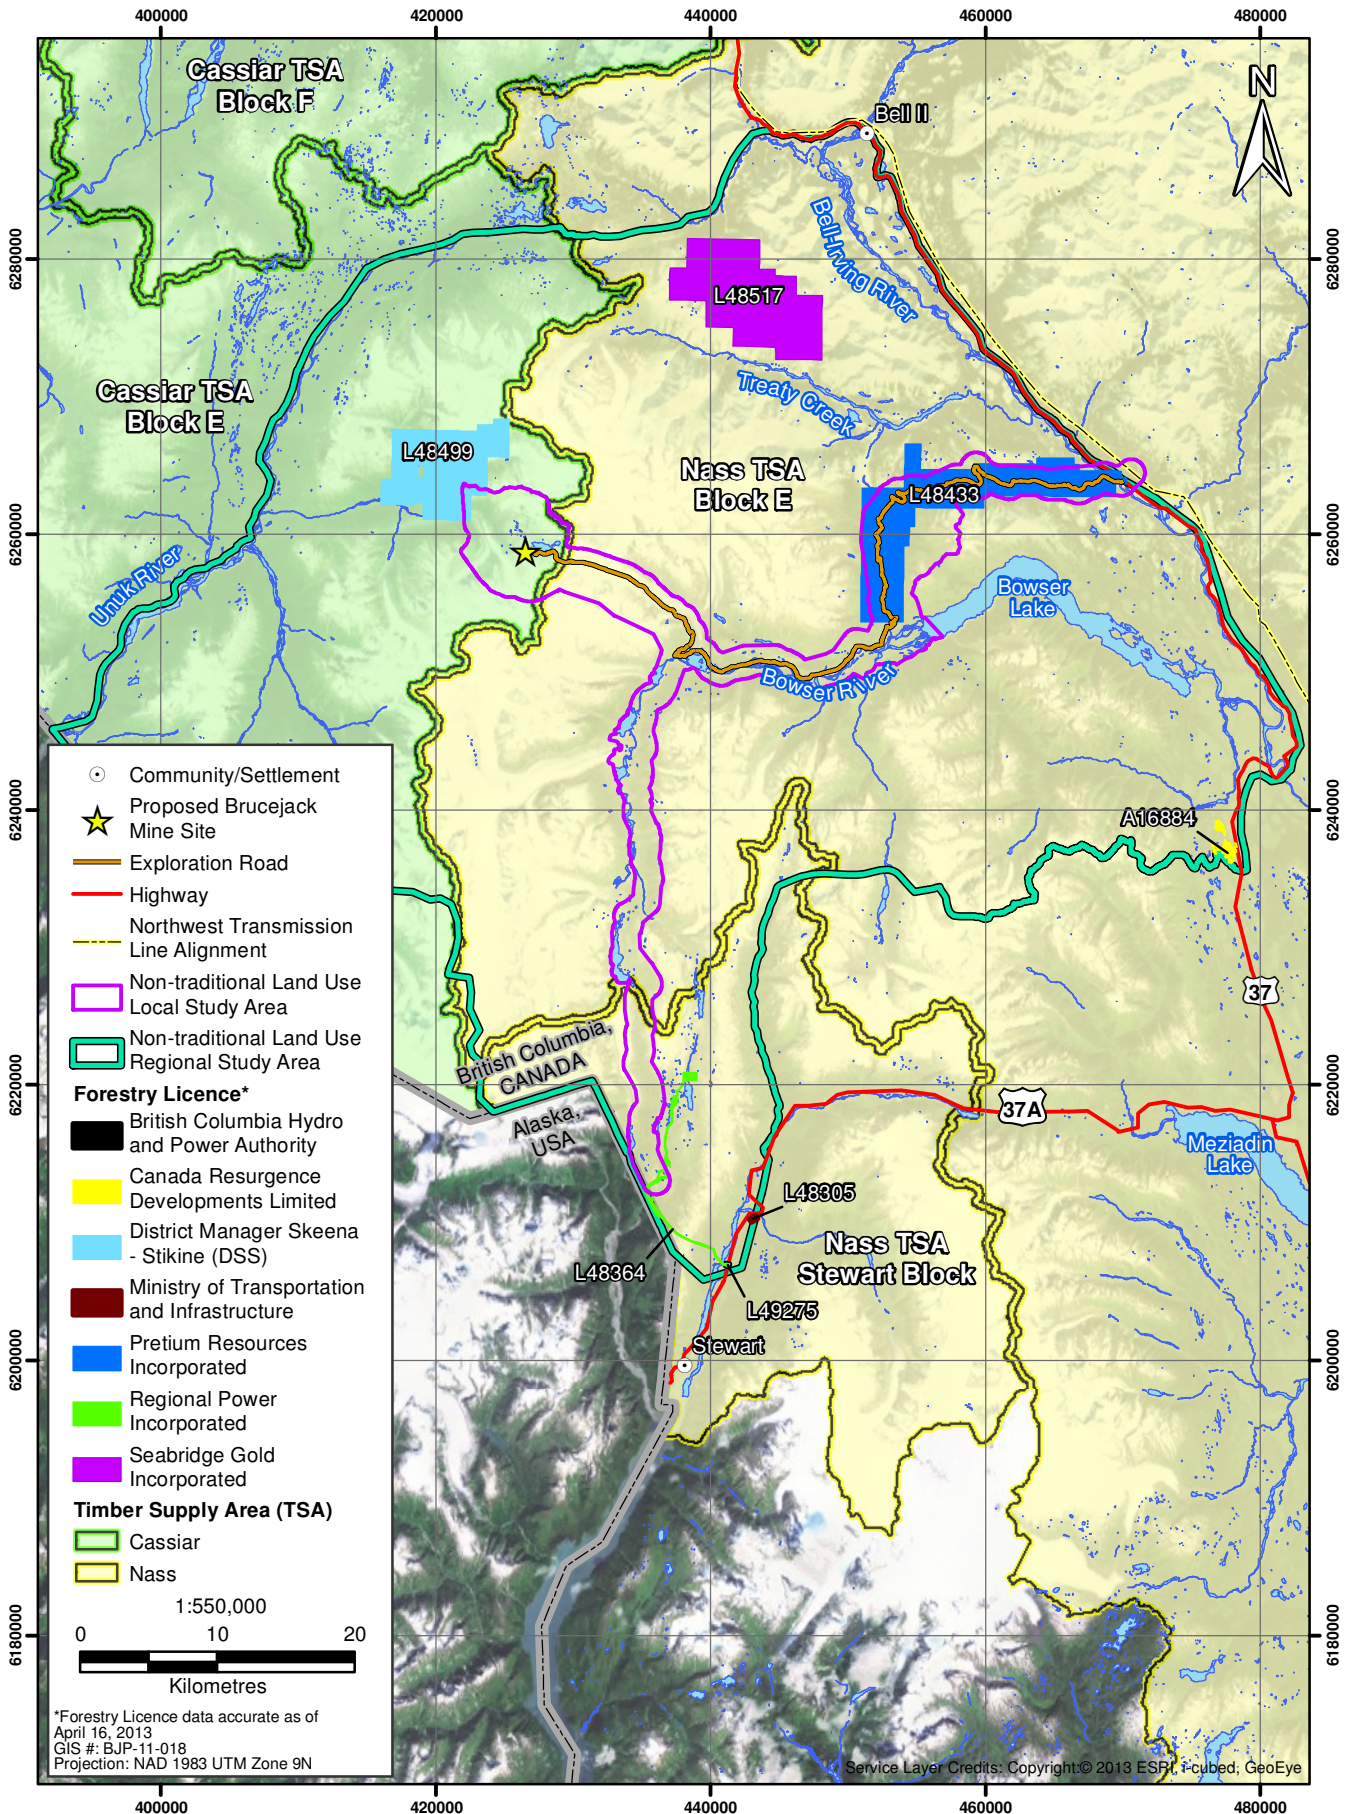 400000 420000 440000 460000 480000
Cassiar TSA
Block F
N
Bell II
Bell-Irving River
6280000
6280000
L48517
Treaty Creek
Cassiar TSA
Block E
L48499
Nass TSA
Block E
L48433
6260000
6260000
Unuk River
Bowser
Lake
Bowser River
6240000
6240000
A16884
37
British Columbia,
CANADA
Alaska,
USA
6220000
6220000
37A
Meziadin
Lake
L48305
Nass TSA
Stewart Block
L48364
L49275
Stewart
6200000
6200000
6180000
6180000
Community/Settlement
Proposed Brucejack
Mine Site
Exploration Road
Highway
Northwest Transmission
Line Alignment
Non-traditional Land Use
Local Study Area
Non-traditional Land Use
Regional Study Area
Forestry Licence*
British Columbia Hydro
and Power Authority
Canada Resurgence
Developments Limited
District Manager Skeena
- Stikine (DSS)
Ministry of Transportation
and Infrastructure
Pretium Resources
Incorporated
Regional Power
Incorporated
Seabridge Gold
Incorporated
Timber Supply Area (TSA)
Cassiar
Nass
1:550,000
0 10 20
Kilometres
*Forestry Licence data accurate as of
April 16, 2013
GIS #: BJP-11-018
Projection: NAD 1983 UTM Zone 9N
Service Layer Credits: Copyright:© 2013 ESRI, i-cubed, GeoEye
400000 420000 440000 460000 480000